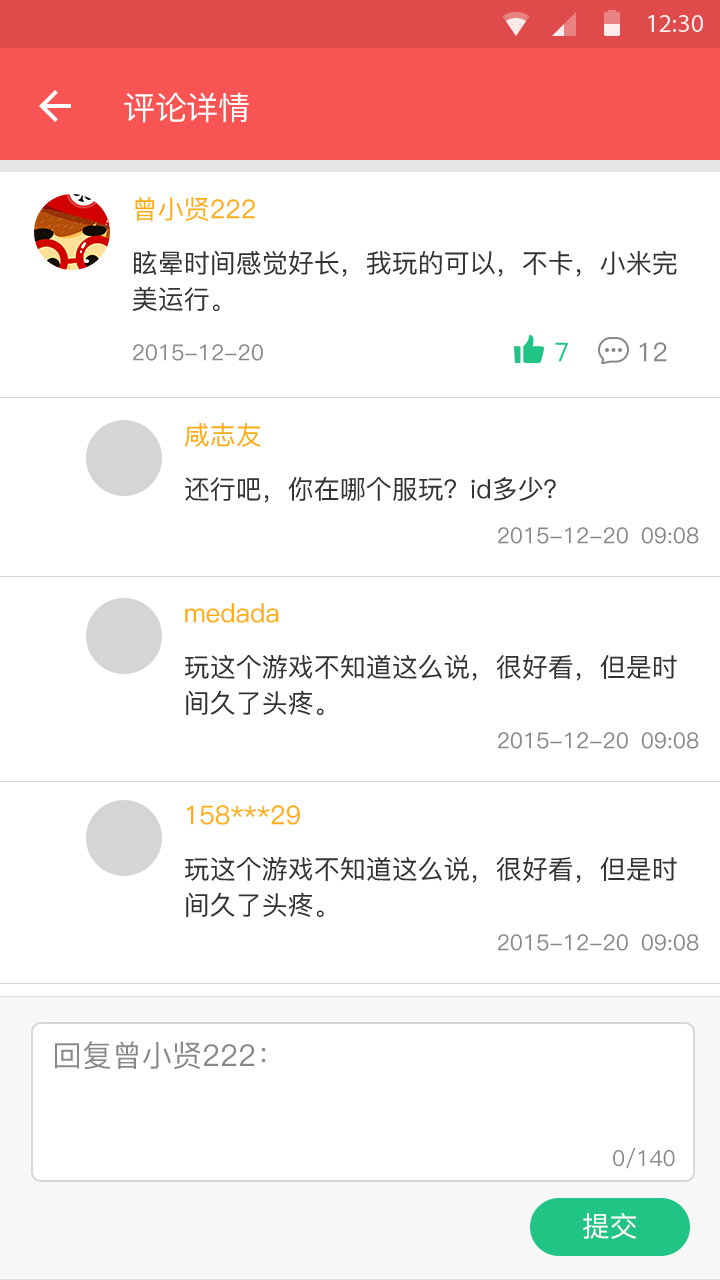 12:30
评论详情
曾小贤222
眩晕时间感觉好长，我玩的可以，不卡，小米完
美运行。
2015-12-20 7 12
咸志友
还行吧，你在哪个服玩？id多少？
2015-12-20 09:08
medada
玩这个游戏不知道这么说，很好看，但是时
间久了头疼。
2015-12-20 09:08
158***29
玩这个游戏不知道这么说，很好看，但是时
间久了头疼。
2015-12-20 09:08
回复曾小贤222：
0/140
提交